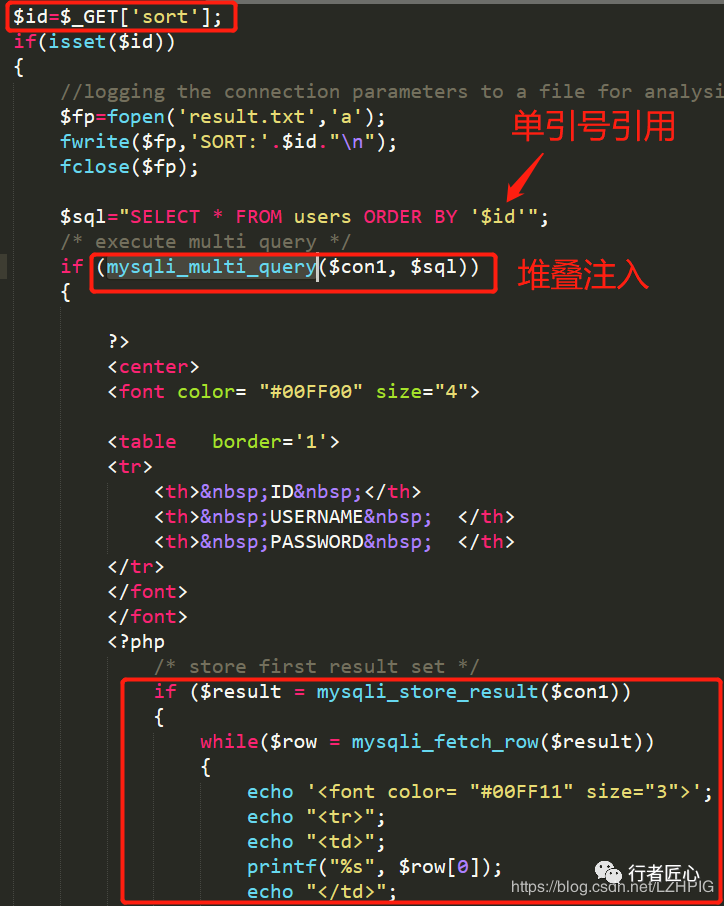 $id=$_GET['sort'];
if(isset($id))
{
//logging the connection parameters to a file for analysi
$fp=fopen('result.txt','a');
单引号引用
fwrite($fp,'SORT:'.$id."\n");
fclose($fp);
$sql="SELECT * FROM users ORDER BY '$id'";
/* execute multi query */
if (mysqli_multi_query($con1, $sql))
堆叠注入
{
?>
<center>
<font color= "#00FF00" size="4">
<table   border='1'>
<tr>
<th>&nbsp;ID&nbsp;</th>
<th>&nbsp;USERNAME&nbsp;  </th>
<th>&nbsp;PASSWORD&nbsp;  </th>
</tr>
</font>
</font>
<?php
/* store first result set */
if ($result = mysqli_store_result($con1))
{
while($row = mysqli_fetch_row($result))
{
echo '<font color= "#00FF11" size="3">';
echo "<tr>";
echo "<td>";
printf("%s", $row[0]);
行者匠心
echo "</td>";
https://blog.csdn.net/LZHPIG